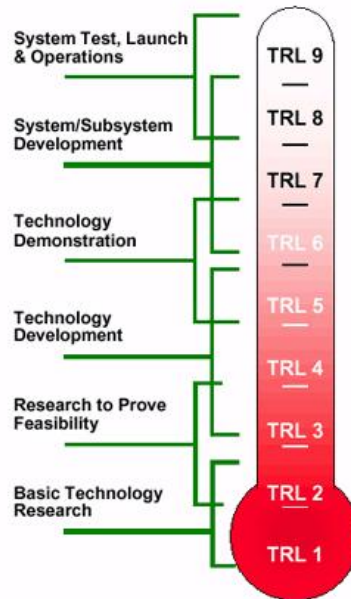 System Test, Launch
& Operations
System/Subsystem
Development
Technology
Demonstration
Technology
Development
Research to Prove
Feasibility
Basic Technology
Research
TRL 9
TRL 8
TRL 7
TRL 6
TRL 5
TRL 4
TRL 3
TRL 2
TRL 1